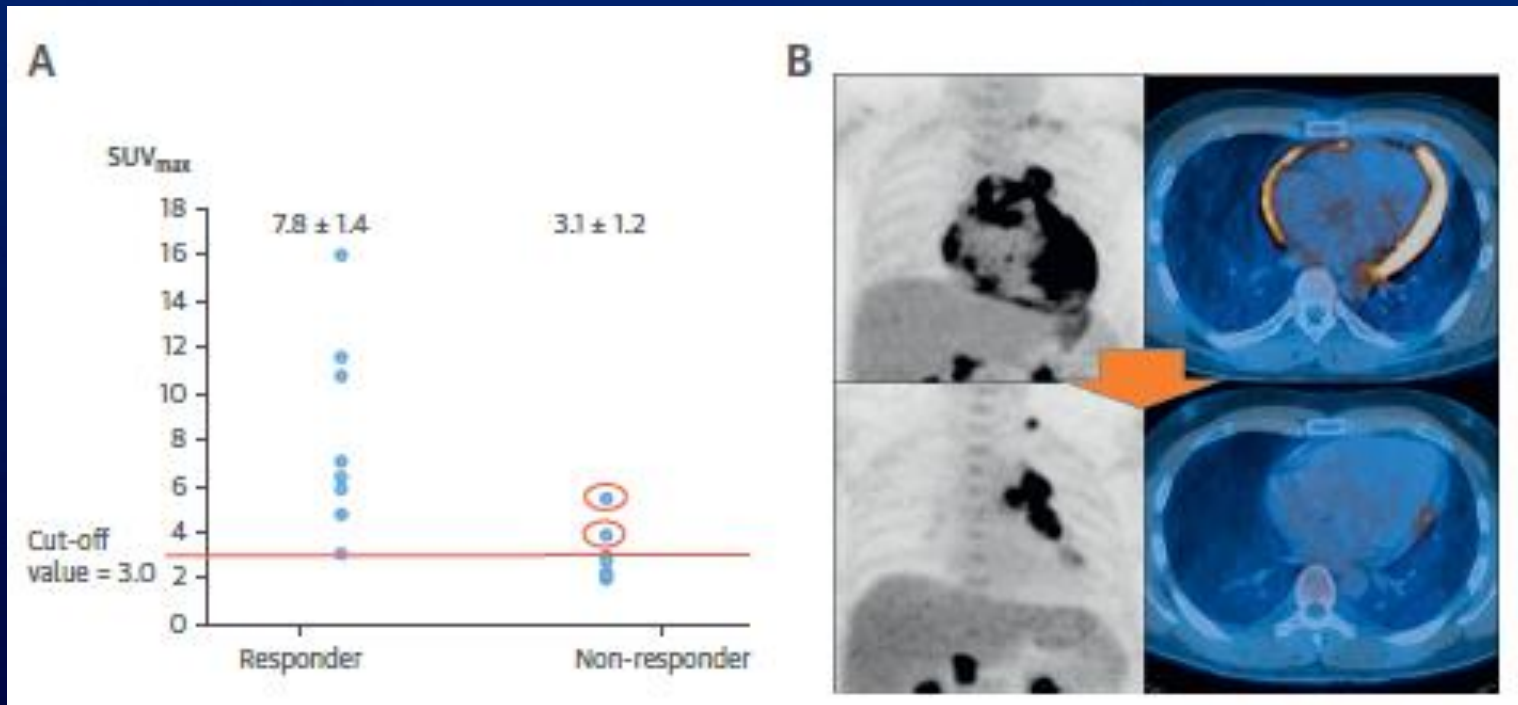 A
SUVmax
18
16
14
12
10
8
6
4
2
0
7.8 ± 1.4
3.1 ± 1.2
Cut-off
value = 3.0
Responder
Non-responder
B